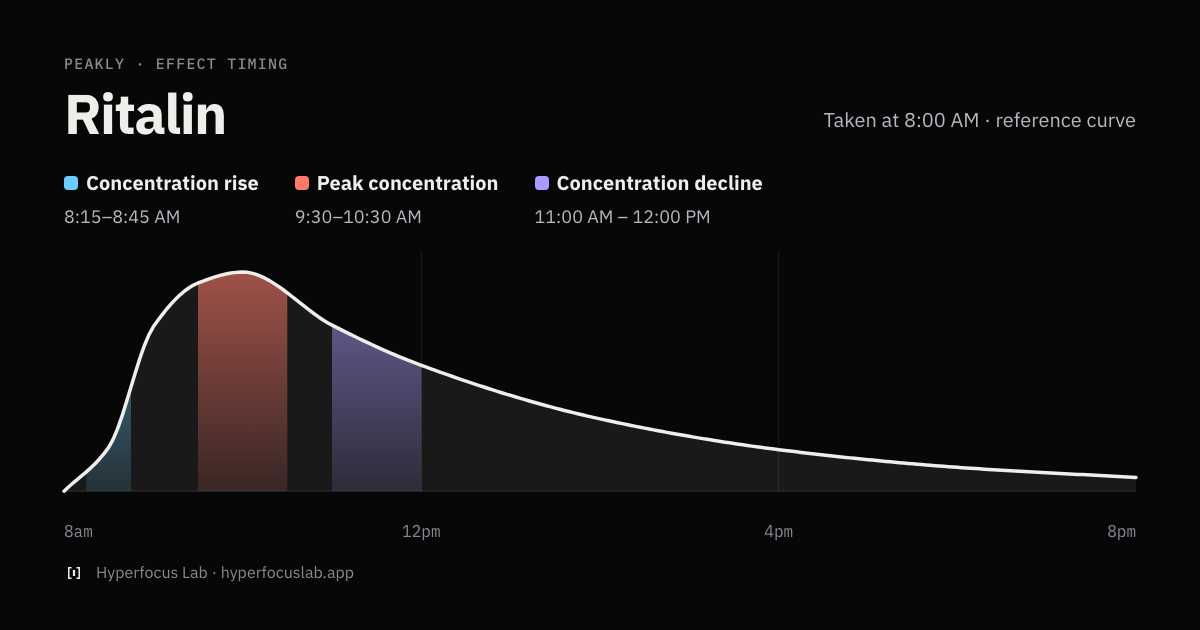 PEAKLY · EFFECT TIMING
Ritalin
Taken at 8:00 AM · reference curve
Concentration rise
8:15–8:45 AM
Peak concentration
9:30–10:30 AM
Concentration decline
11:00 AM – 12:00 PM
8am 12pm 4pm 8pm
Hyperfocus Lab · hyperfocuslab.app